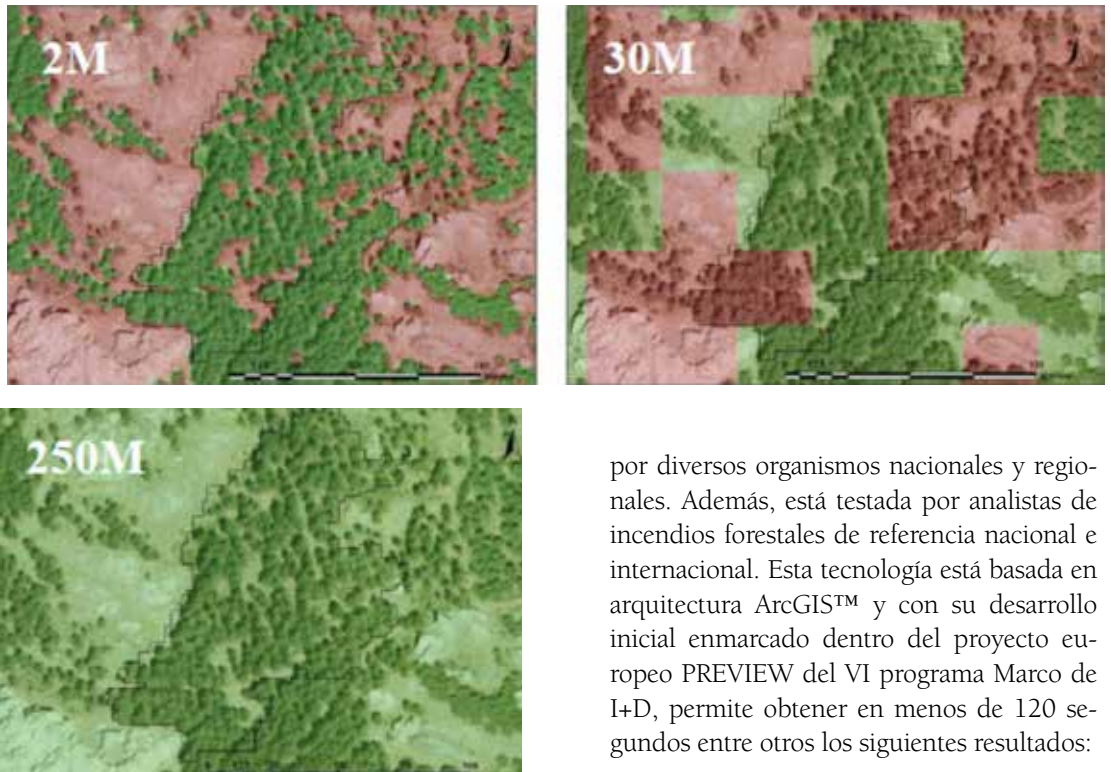 2M
30M
250M
por diversos organismos nacionales y regio-
nales. Además, está testada por analistas de
incendios forestales de referencia nacional e
internacional. Esta tecnología está basada en
arquitectura ArcGIS™ y con su desarrollo
inicial enmarcado dentro del proyecto eu-
ropeo PREVIEW del VI programa Marco de
I+D, permite obtener en menos de 120 se-
gundos entre otros los siguientes resultados: